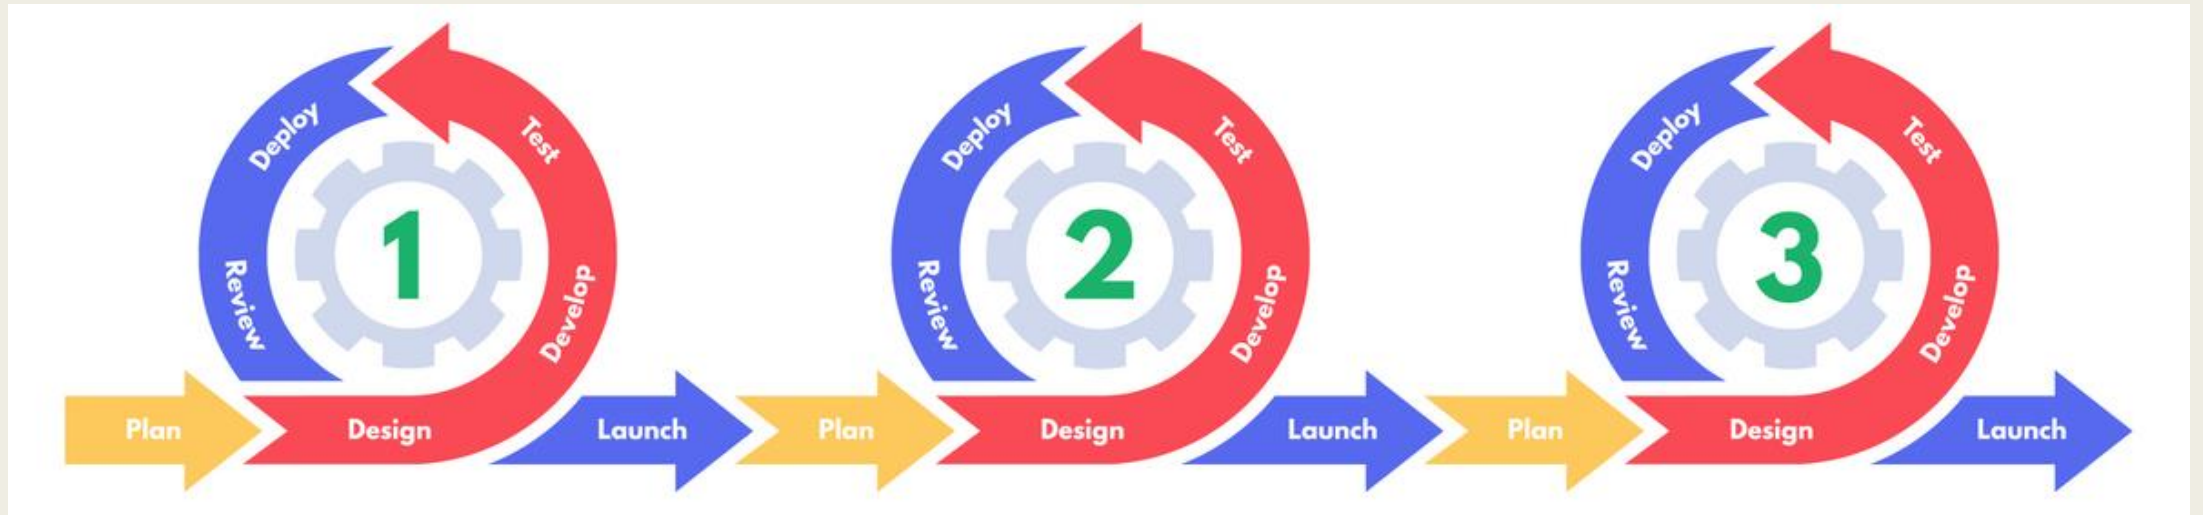 Plan
Design
Develop
Test
Deploy
Review
1
Launch
Plan
Design
Develop
Test
Deploy
Review
2
Launch
Plan
Design
Develop
Test
Deploy
Review
3
Launch